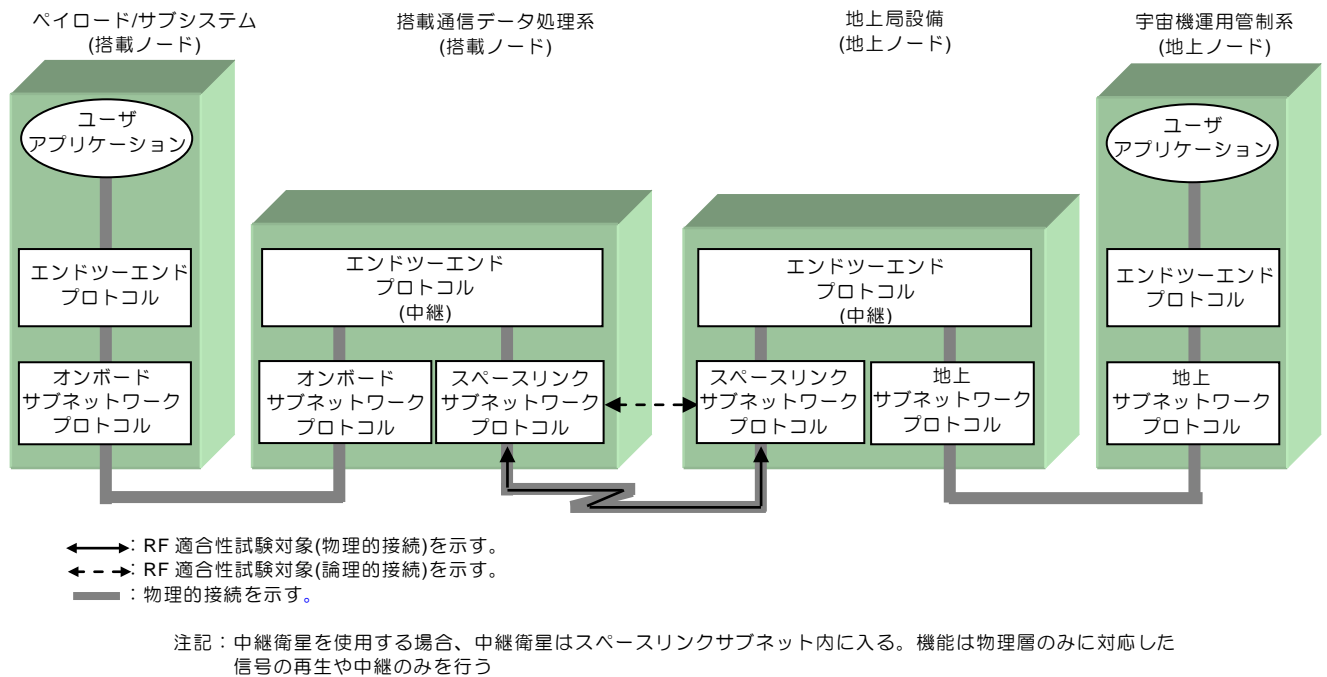 ペイロード/サブシステム
(搭載ノード)
搭載通信データ処理系
(搭載ノード)
地上局設備
(地上ノード)
宇宙機運用管制系
(地上ノード)
ユーザ
アプリケーション
ユーザ
アプリケーション
エンドツーエンド
プロトコル
エンドツーエンド
プロトコル
(中継)
エンドツーエンド
プロトコル
(中継)
エンドツーエンド
プロトコル
オンボード
サブネットワーク
プロトコル
オンボード
サブネットワーク
プロトコル
スペースリンク
サブネットワーク
プロトコル
スペースリンク
サブネットワーク
プロトコル
地上
サブネットワーク
プロトコル
地上
サブネットワーク
プロトコル
：RF 適合性試験対象(物理的接続)を示す。
：RF 適合性試験対象(論理的接続)を示す。
：物理的接続を示す。
注記：中継衛星を使用する場合、中継衛星はスペースリンクサブネット内に入る。機能は物理層のみに対応した
信号の再生や中継のみを行う